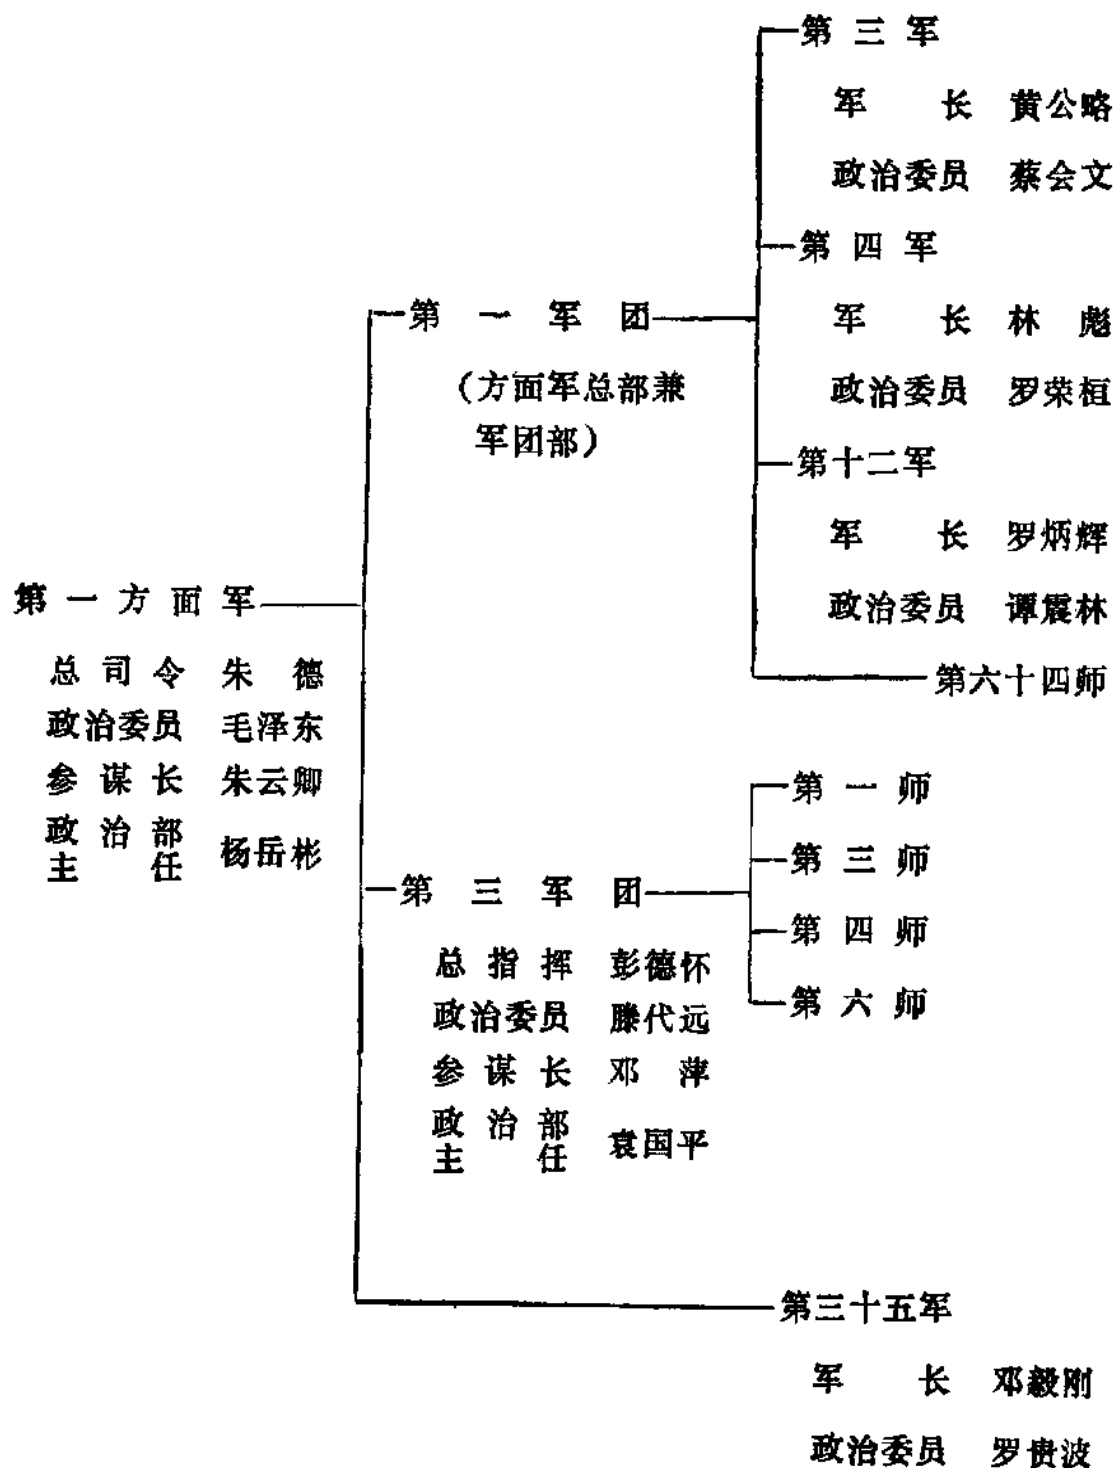 第一方面军
总司令 朱德
政治委员 毛泽东
参谋长 朱云卿
政治部主任 杨岳彬
第一军团
（方面军总部兼
军团部）
第三军
军长 黄公略
政治委员 蔡会文
第四军
军长 林彪
政治委员 罗荣桓
第十二军
军长 罗炳辉
政治委员 谭震林
第六十四师
第三军团
总指挥 彭德怀
政治委员 滕代远
参谋长 邓萍
政治部主任 袁国平
第一师
第三师
第四师
第六师
第三十五军
军长 邓毅刚
政治委员 罗贵波